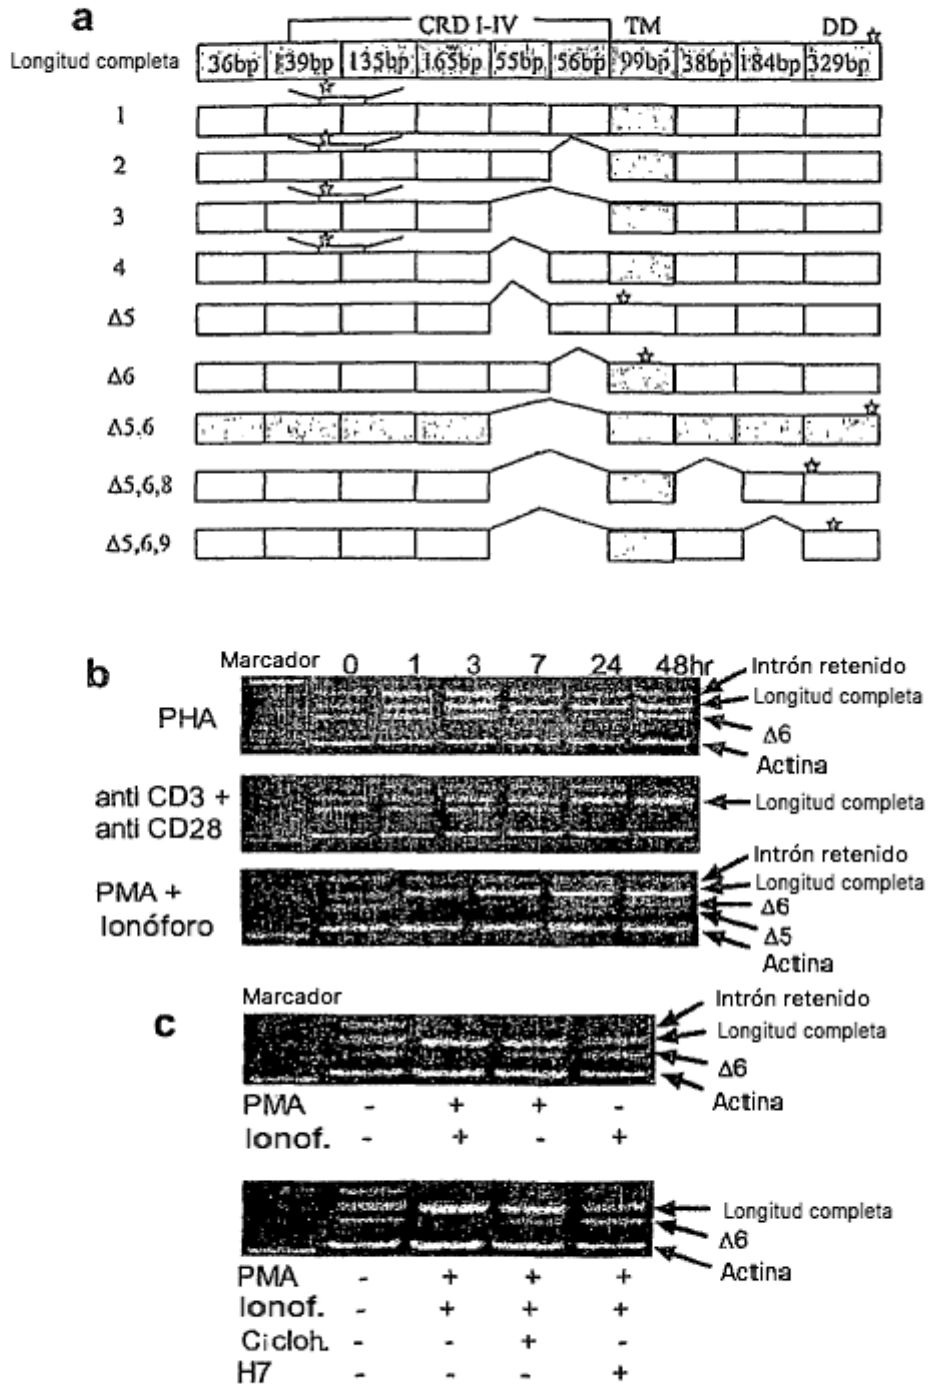 a
CRD I-IV TM DD
Longitud completa 36bp 139bp 135bp 163bp 55bp 56bp 99bp 38bp 184bp 329bp
1
2
3
4
Δ5
Δ6
Δ5.6
Δ5,6,8
Δ5,6,9
b
Marcador 0 1 3 7 24 48hr
PHA
Intrón retenido
Longitud completa
Δ6
Actina
anti CD3 +
anti CD28
Longitud completa
PMA +
Ionóforo
Intrón retenido
Longitud completa
Δ6
Δ5
Actina
c
Marcador
Intrón retenido
Longitud completa
Δ6
Actina
PMA - + + -
Ionof. - + - +
Longitud completa
Δ6
Actina
PMA - + + +
Ionof. - + + +
Cicloh. - - + -
H7 - - - +